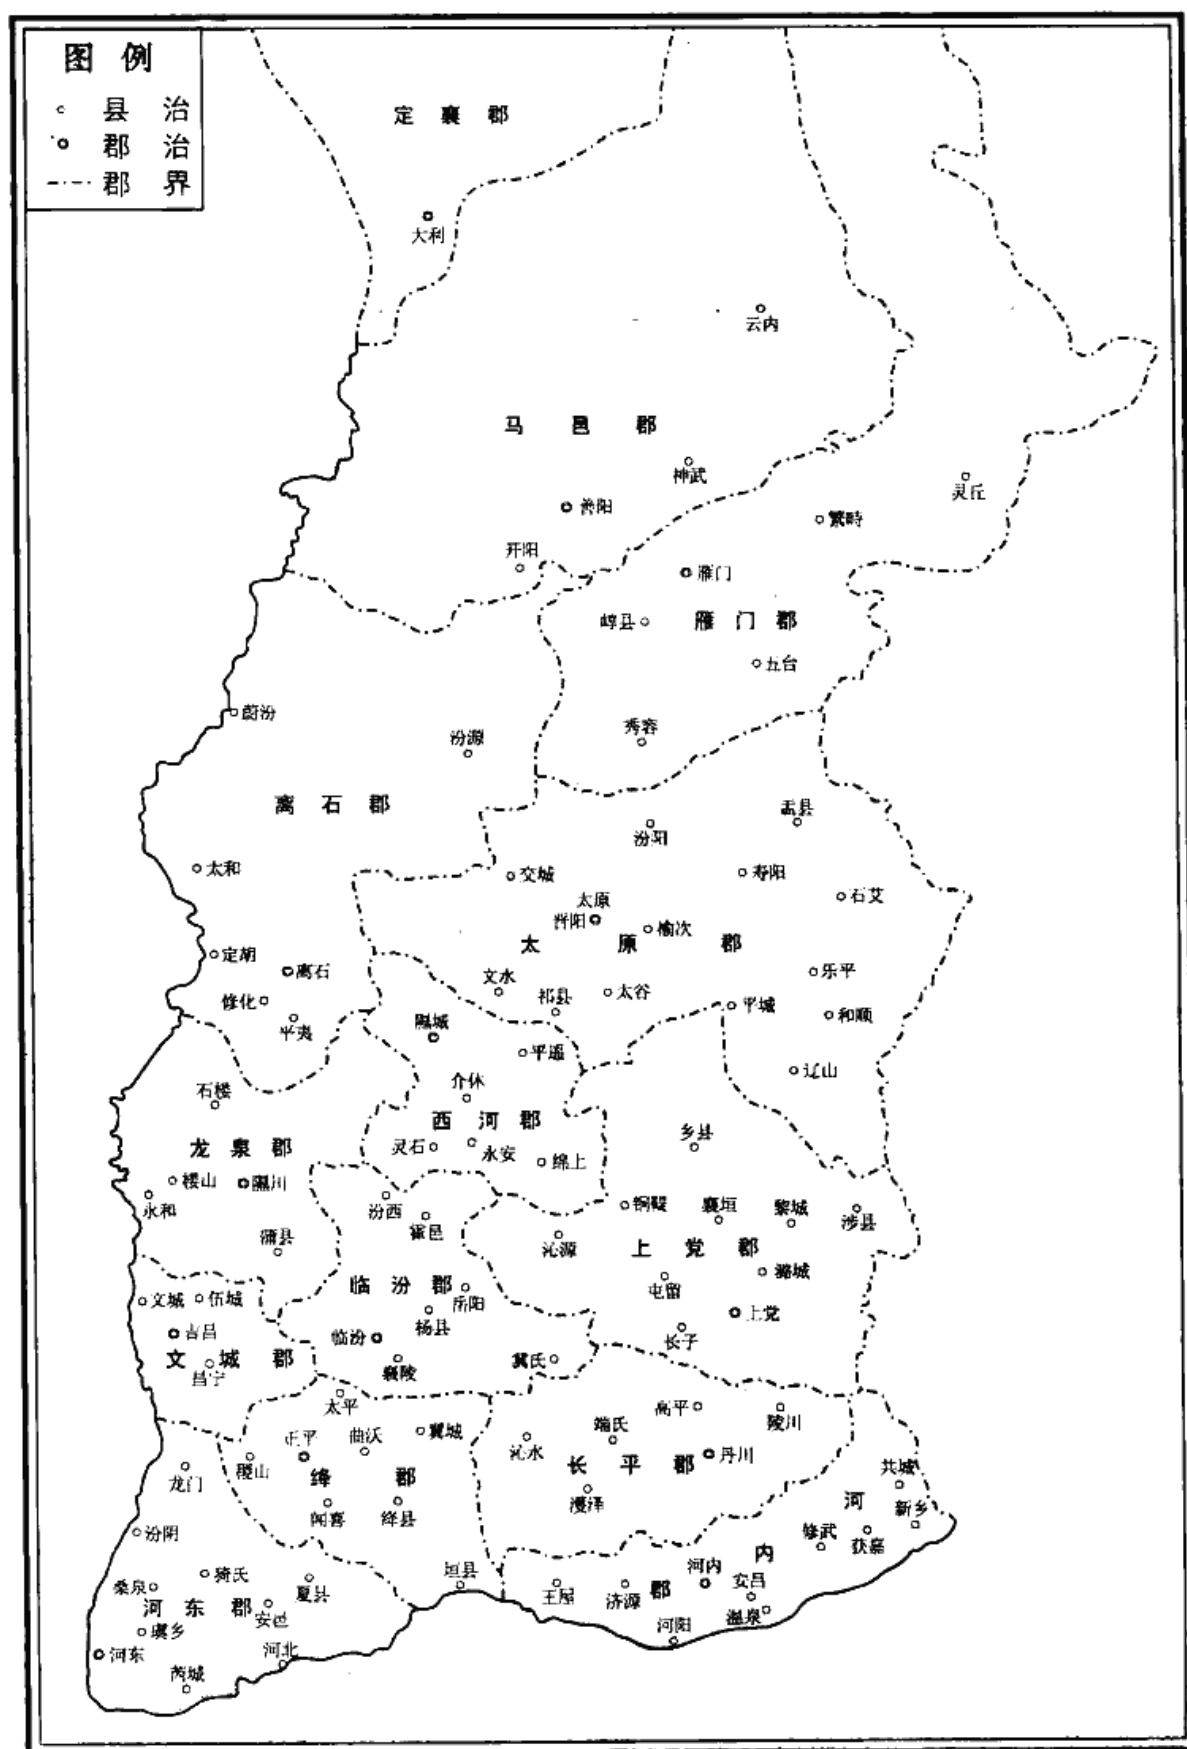 图例
县治
郡治
郡界
定襄郡
大利
云内
马邑郡
神武
灵丘
善阳
繁畤
开阳
雁门
崞县
雁门郡
五台
蔚汾
秀容
汾源
离石郡
盂县
汾阳
太和
交城
寿阳
太原
石艾
晋阳
榆次
太原郡
定胡
离石
乐平
文水
祁县
太谷
修化
平城
和顺
平夷
隰城
平遥
辽山
介休
石楼
西河郡
乡县
龙泉郡
灵石
永安
绵上
楼山
隰川
永和
汾西
铜鞮
襄垣
黎城
涉县
霍邑
蒲县
沁源
上党郡
潞城
临汾郡
屯留
文城
伍城
岳阳
杨县
上党
吉昌
临汾
长子
文城郡
昌宁
襄陵
冀氏
太平
高平
陵川
正平
曲沃
翼城
端氏
沁水
丹川
稷山
长平郡
龙门
绛郡
共城
濩泽
河
新乡
闻喜
绛县
汾阴
修武
获嘉
内
猗氏
夏县
垣县
河内
桑泉
王屋
济源
郡
安昌
河东郡
安邑
温泉
虞乡
河阳
河东
河北
芮城